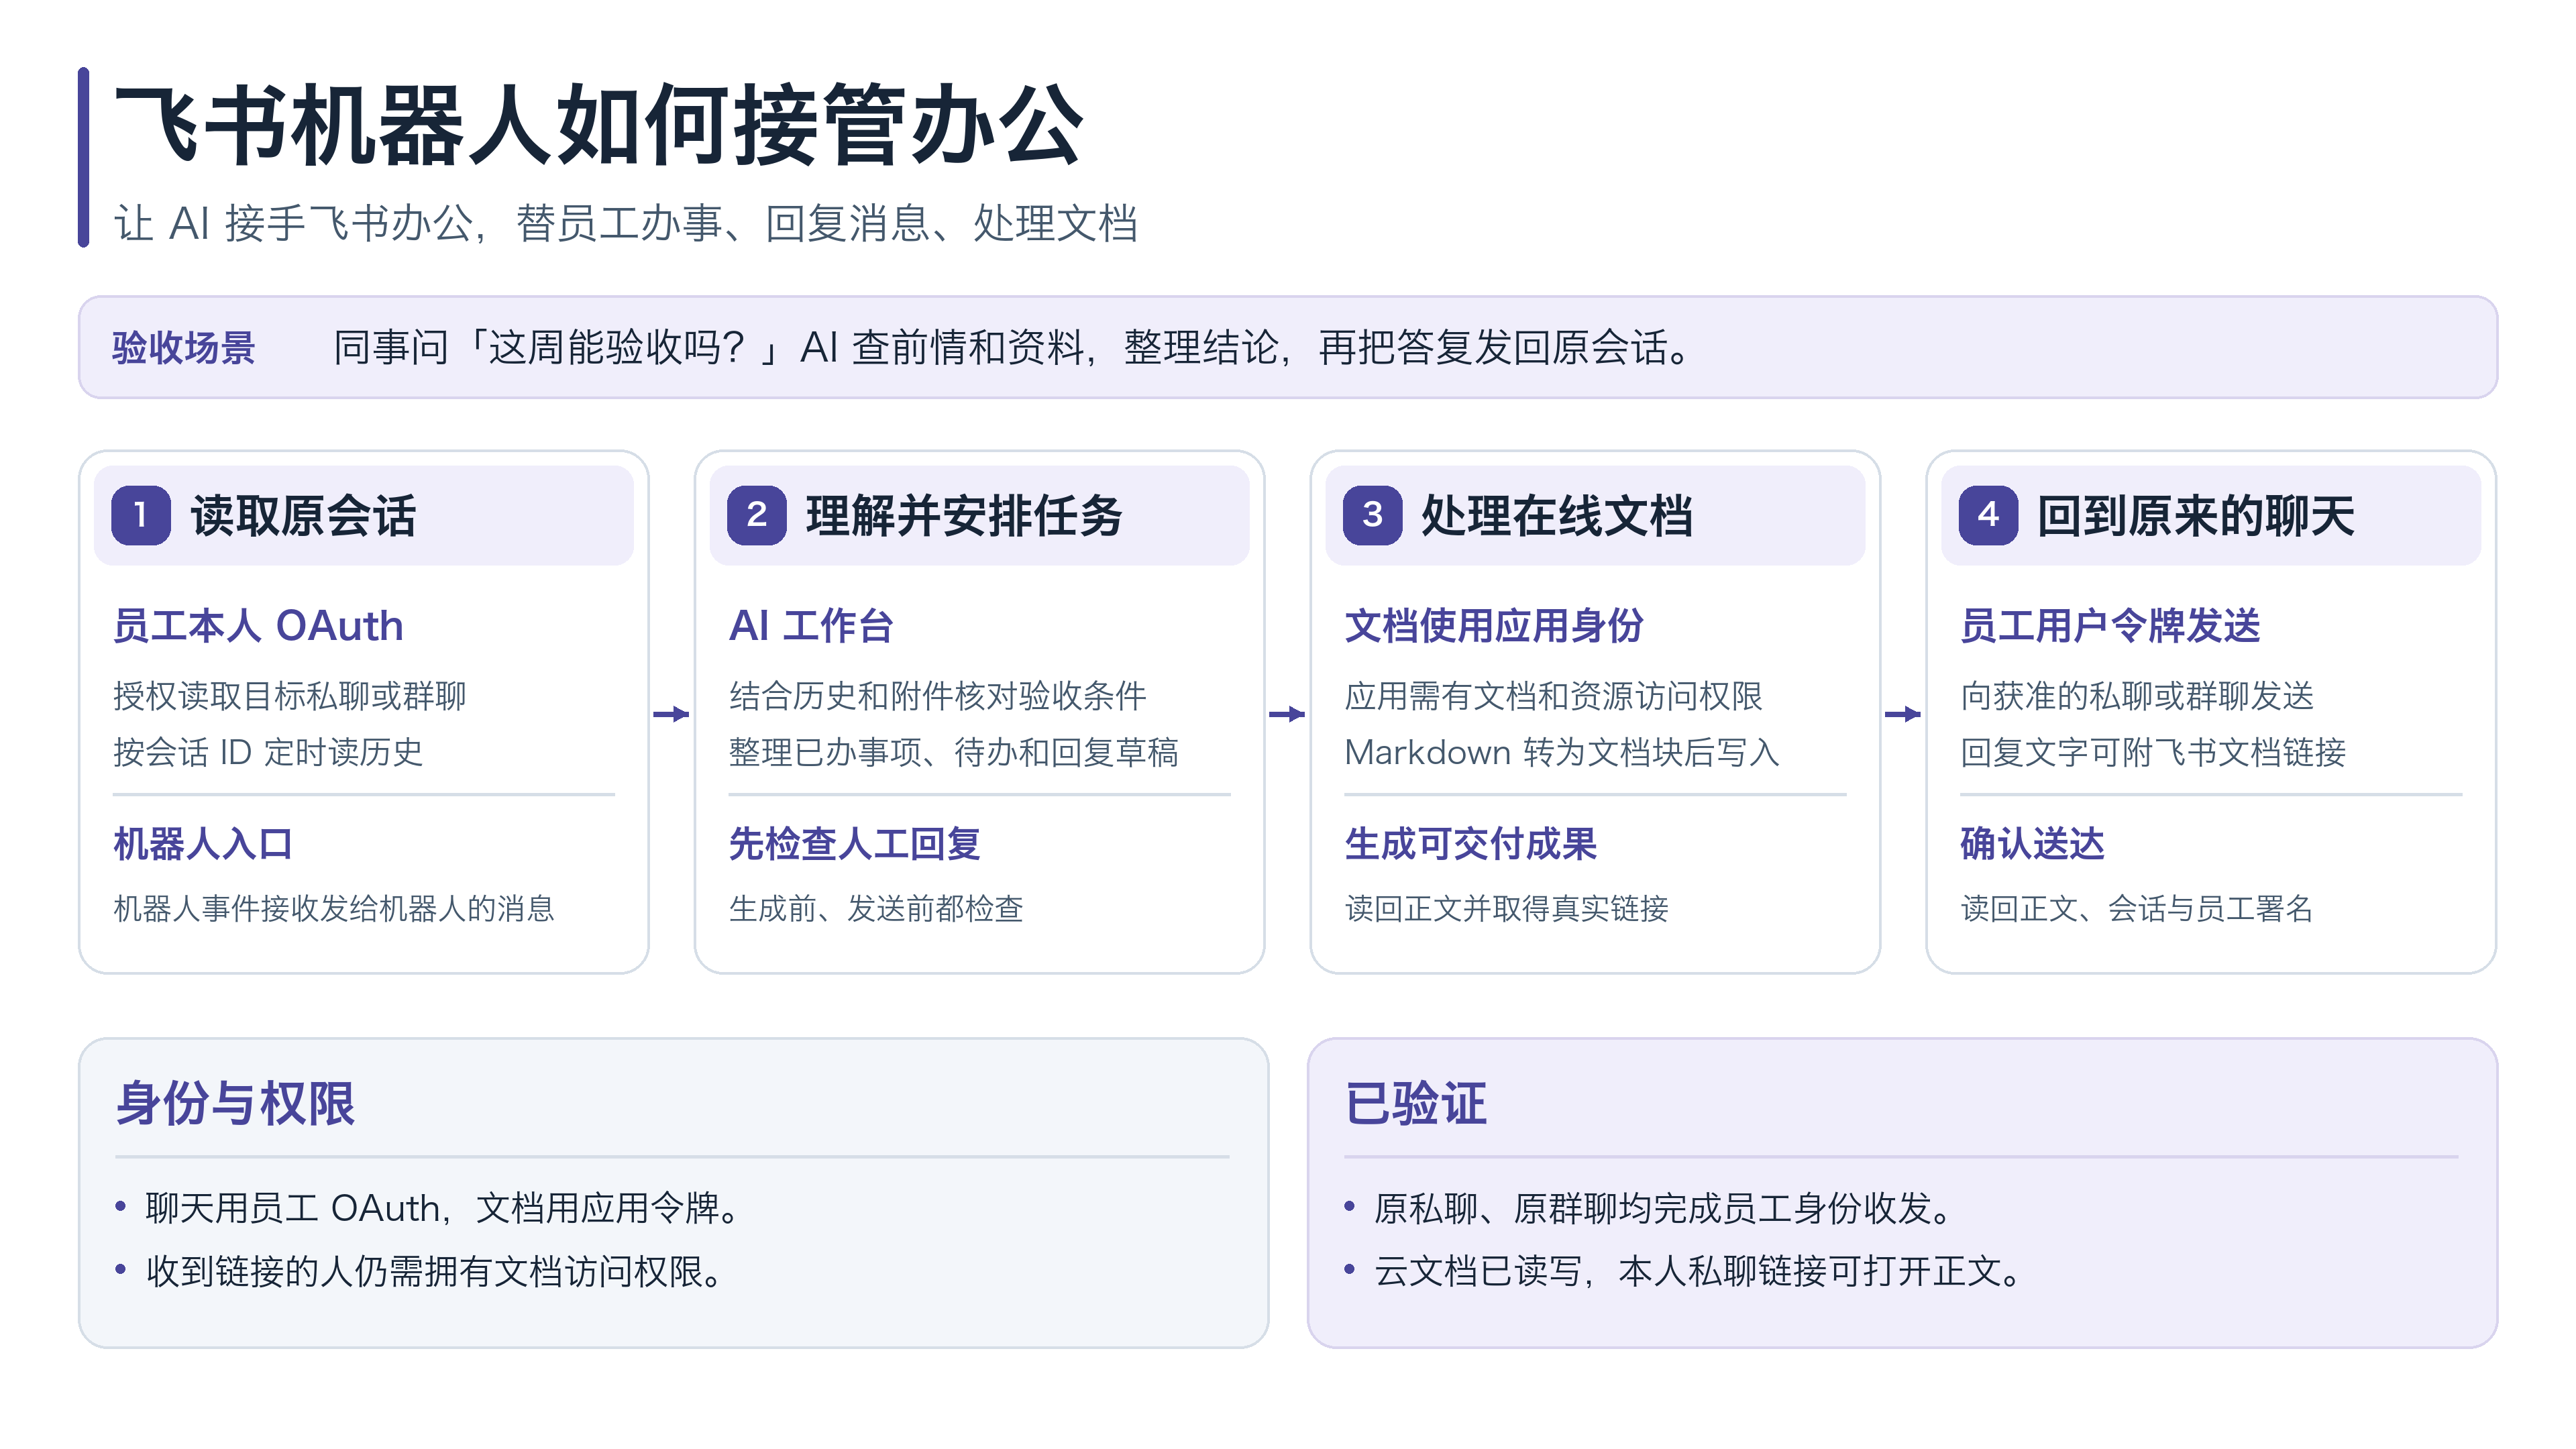 飞书机器人如何接管办公
让 AI 接手飞书办公，替员工办事、回复消息、处理文档
验收场景 同事问「这周能验收吗？」AI 查前情和资料，整理结论，再把答复发回原会话。
1 读取原会话
员工本人 OAuth
授权读取目标私聊或群聊
按会话 ID 定时读历史
机器人入口
机器人事件接收发给机器人的消息
2 理解并安排任务
AI 工作台
结合历史和附件核对验收条件
整理已办事项、待办和回复草稿
先检查人工回复
生成前、发送前都检查
3 处理在线文档
文档使用应用身份
应用需有文档和资源访问权限
Markdown 转为文档块后写入
生成可交付成果
读回正文并取得真实链接
4 回到原来的聊天
员工用户令牌发送
向获准的私聊或群聊发送
回复文字可附飞书文档链接
确认送达
读回正文、会话与员工署名
身份与权限
• 聊天用员工 OAuth，文档用应用令牌。
• 收到链接的人仍需拥有文档访问权限。
已验证
• 原私聊、原群聊均完成员工身份收发。
• 云文档已读写，本人私聊链接可打开正文。